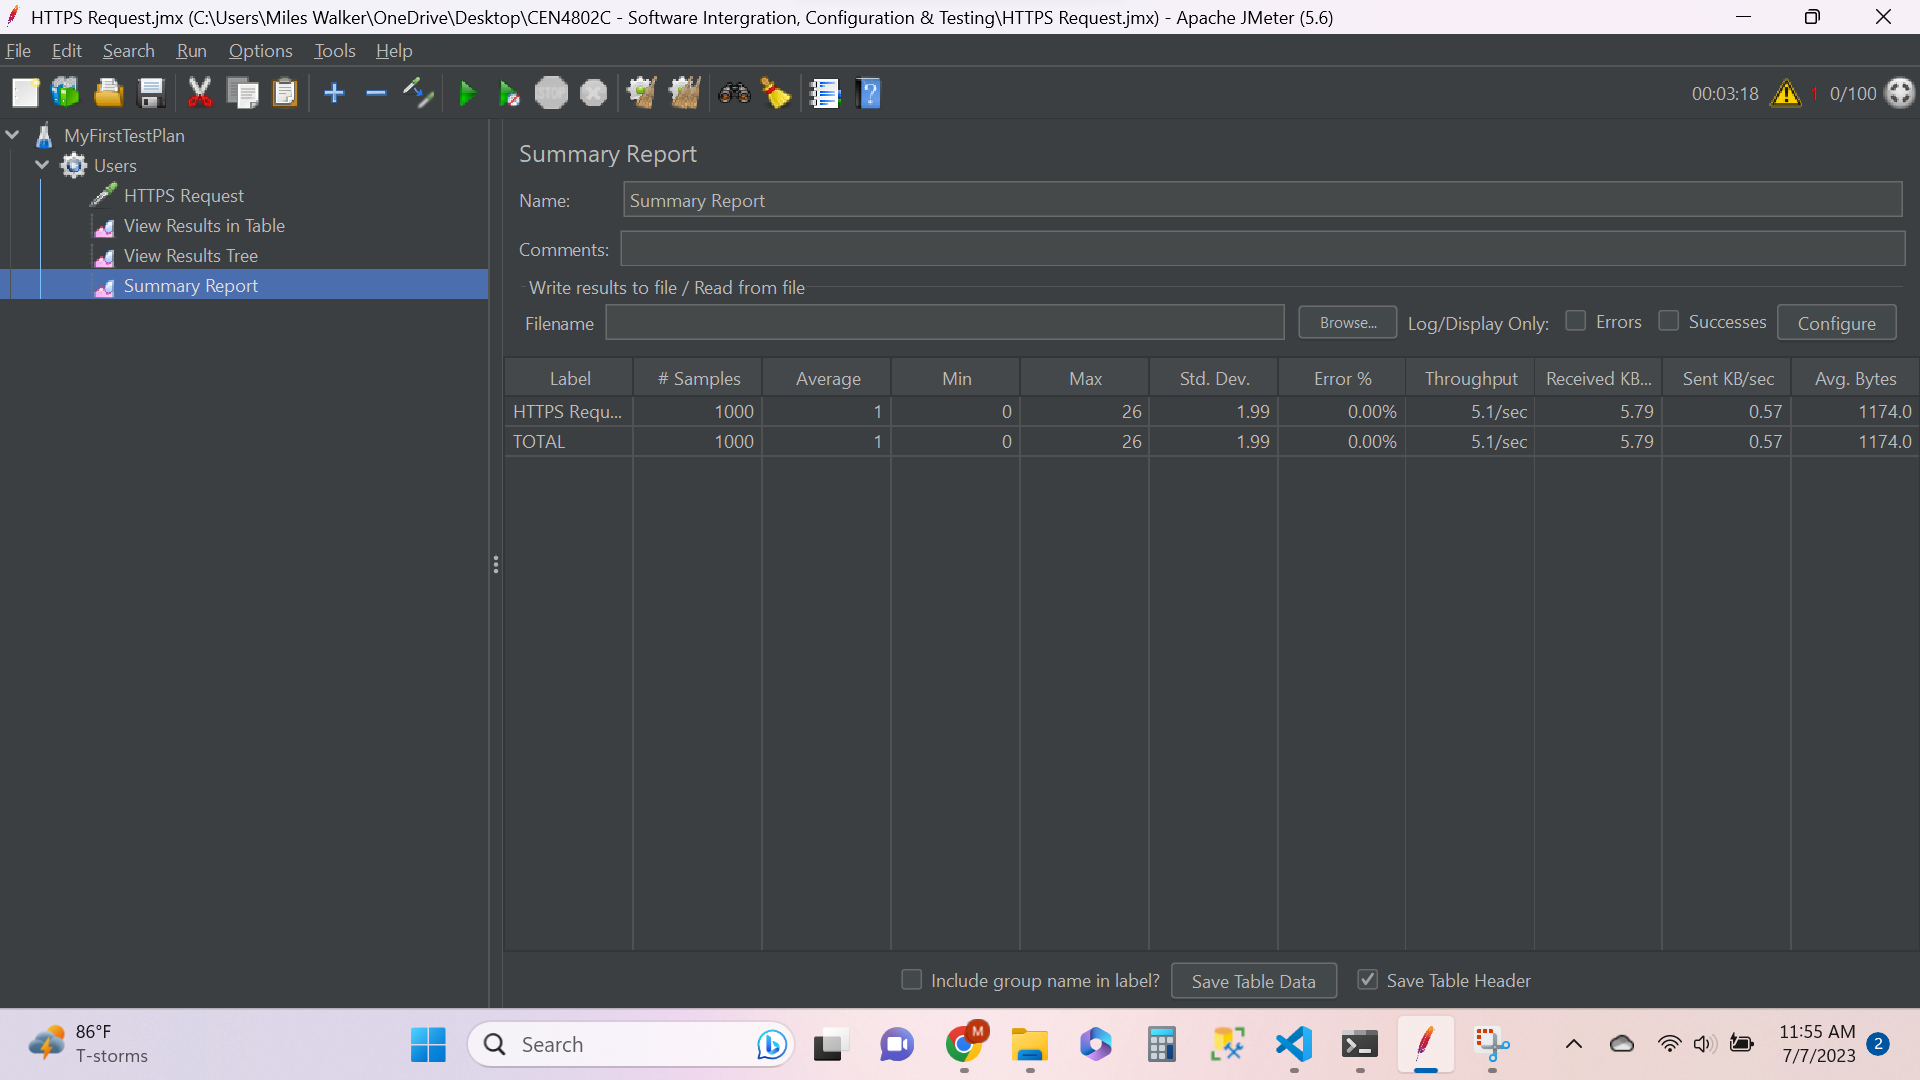 HTTPS Request.jmx (C:\Users\Miles Walker\OneDrive\Desktop\CEN4802C - Software Intergration, Configuration & Testing\HTTPS Request.jmx) - Apache JMeter (5.6)
File Edit Search Run Options Tools Help
STOP 00:03:18 1 0/100
MyFirstTestPlan
Users
HTTPS Request
View Results in Table
View Results Tree
Summary Report
Summary Report
Name: Summary Report
Comments:
Write results to file / Read from file
Filename Browse... Log/Display Only: Errors Successes Configure
Label # Samples Average Min Max Std. Dev. Error % Throughput Received KB... Sent KB/sec Avg. Bytes
HTTPS Requ... 1000 1 0 26 1.99 0.00% 5.1/sec 5.79 0.57 1174.0
TOTAL 1000 1 0 26 1.99 0.00% 5.1/sec 5.79 0.57 1174.0
Include group name in label? Save Table Data Save Table Header
86°F
T-storms
Search
M
11:55 AM
7/7/2023
2